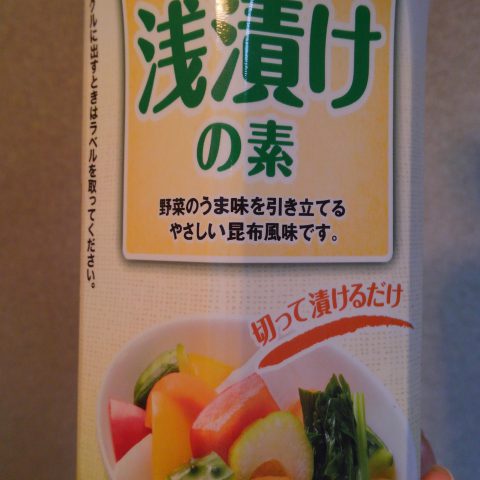 浅漬け
の素
野菜のうま味を引き立てる
やさしい昆布風味です。
切って漬けるだけ
クルに出すときはラベルを取ってください。